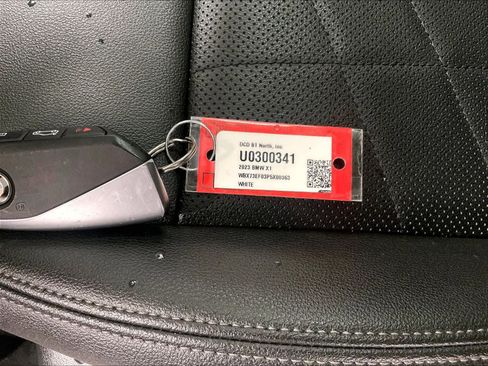 DCD 81 North, Inc
U0300341
2023 BMW X1
WBX73EF03P5X00363
WHITE